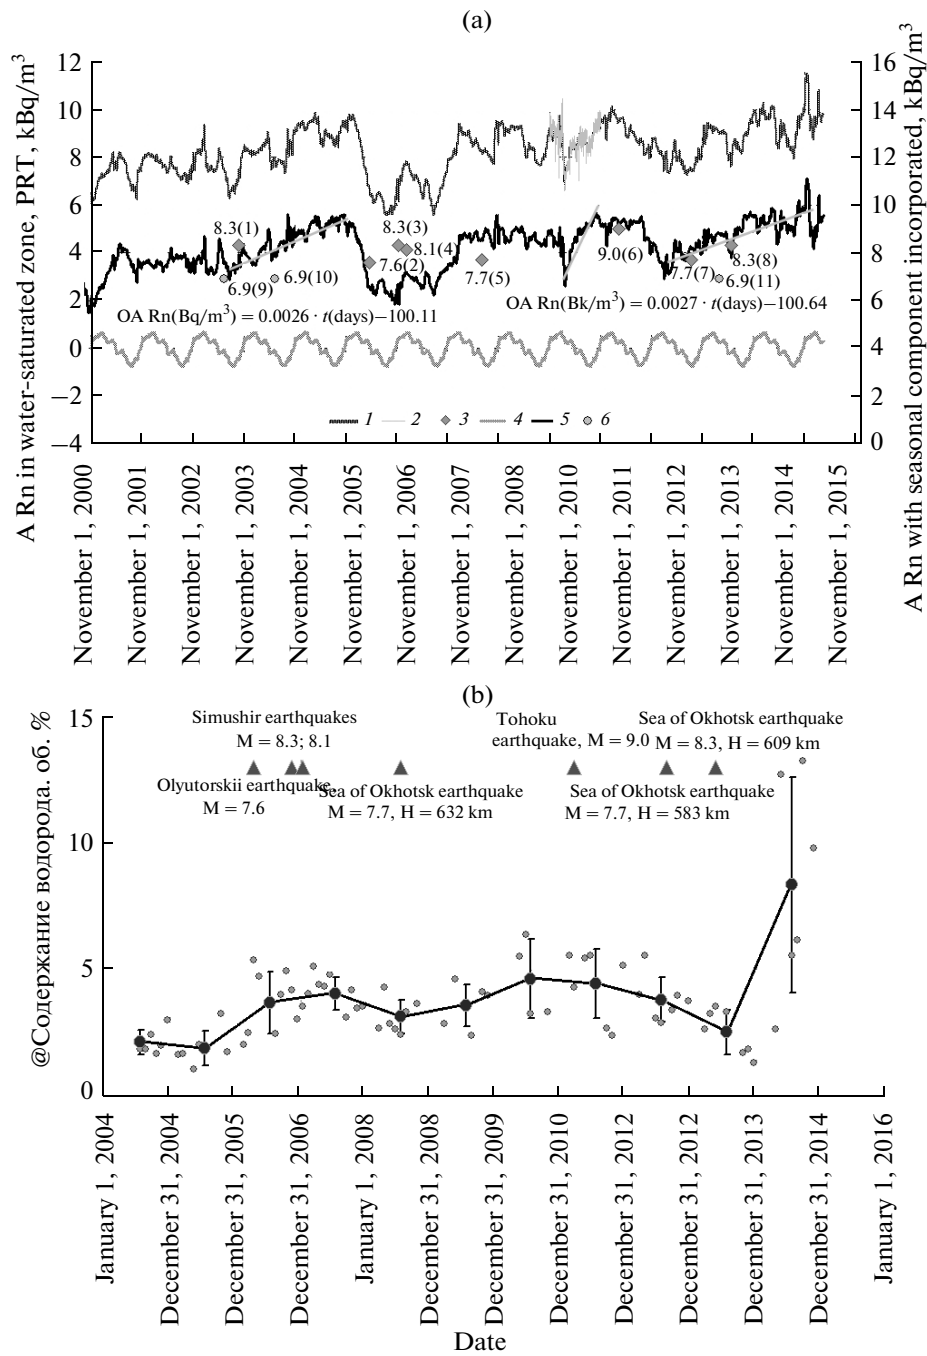 (a)
A Rn in water-saturated zone, PRT, kBq/m³
12
10
8
6
4
2
0
−2
−4
A Rn with seasonal component incorporated, kBq/m³
16
14
12
10
8
6
4
2
0
8.3(1)
6.9(9)
6.9(10)
7.6(2)
8.3(3)
8.1(4)
7.7(5)
9.0(6)
7.7(7)
8.3(8)
6.9(11)
OA Rn(Bq/m³) = 0.0026 · t(days)−100.11
OA Rn(Bk/m³) = 0.0027 · t(days)−100.64
1 2 3 4 5 6
November 1, 2000
November 1, 2001
November 1, 2002
November 1, 2003
November 1, 2004
November 1, 2005
November 1, 2006
November 1, 2007
November 1, 2008
November 1, 2010
November 1, 2011
November 1, 2012
November 1, 2013
November 1, 2014
November 1, 2015
(b)
@Содержание водорода. об. %
15
10
5
0
Simushir earthquakes
M = 8.3; 8.1
Olyutorskii earthquake,
M = 7.6
Sea of Okhotsk earthquake
M = 7.7, H = 632 km
Tohoku
earthquake, M = 9.0
Sea of Okhotsk earthquake
M = 8.3, H = 609 km
Sea of Okhotsk earthquake
M = 7.7, H = 583 km
January 1, 2004
December 31, 2004
December 31, 2005
December 31, 2006
January 1, 2008
December 31, 2008
December 31, 2009
December 31, 2010
December 31, 2012
December 31, 2012
December 31, 2013
December 31, 2014
January 1, 2016
Date